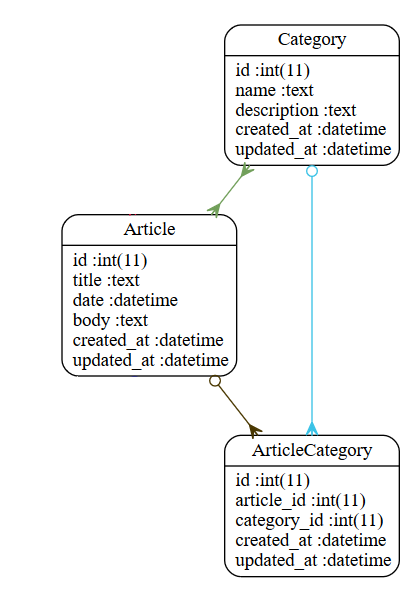 Category
id :int(11)
name :text
description :text
created_at :datetime
updated_at :datetime
Article
id :int(11)
title :text
date :datetime
body :text
created_at :datetime
updated_at :datetime
ArticleCategory
id :int(11)
article_id :int(11)
category_id :int(11)
created_at :datetime
updated_at :datetime